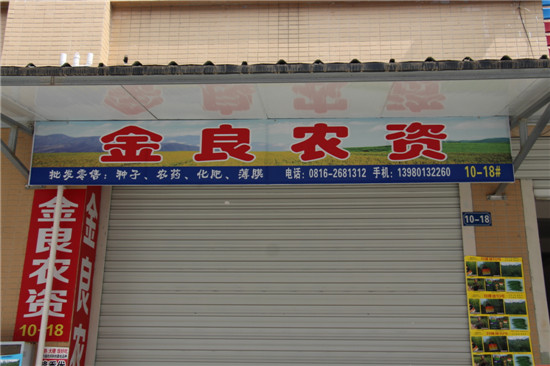 金良农资
批发零售：种子、农药、化肥、薄膜 电话：0816-2681312 手机：13980132260 10-18#
10-18
金良农资
10-18
金良农